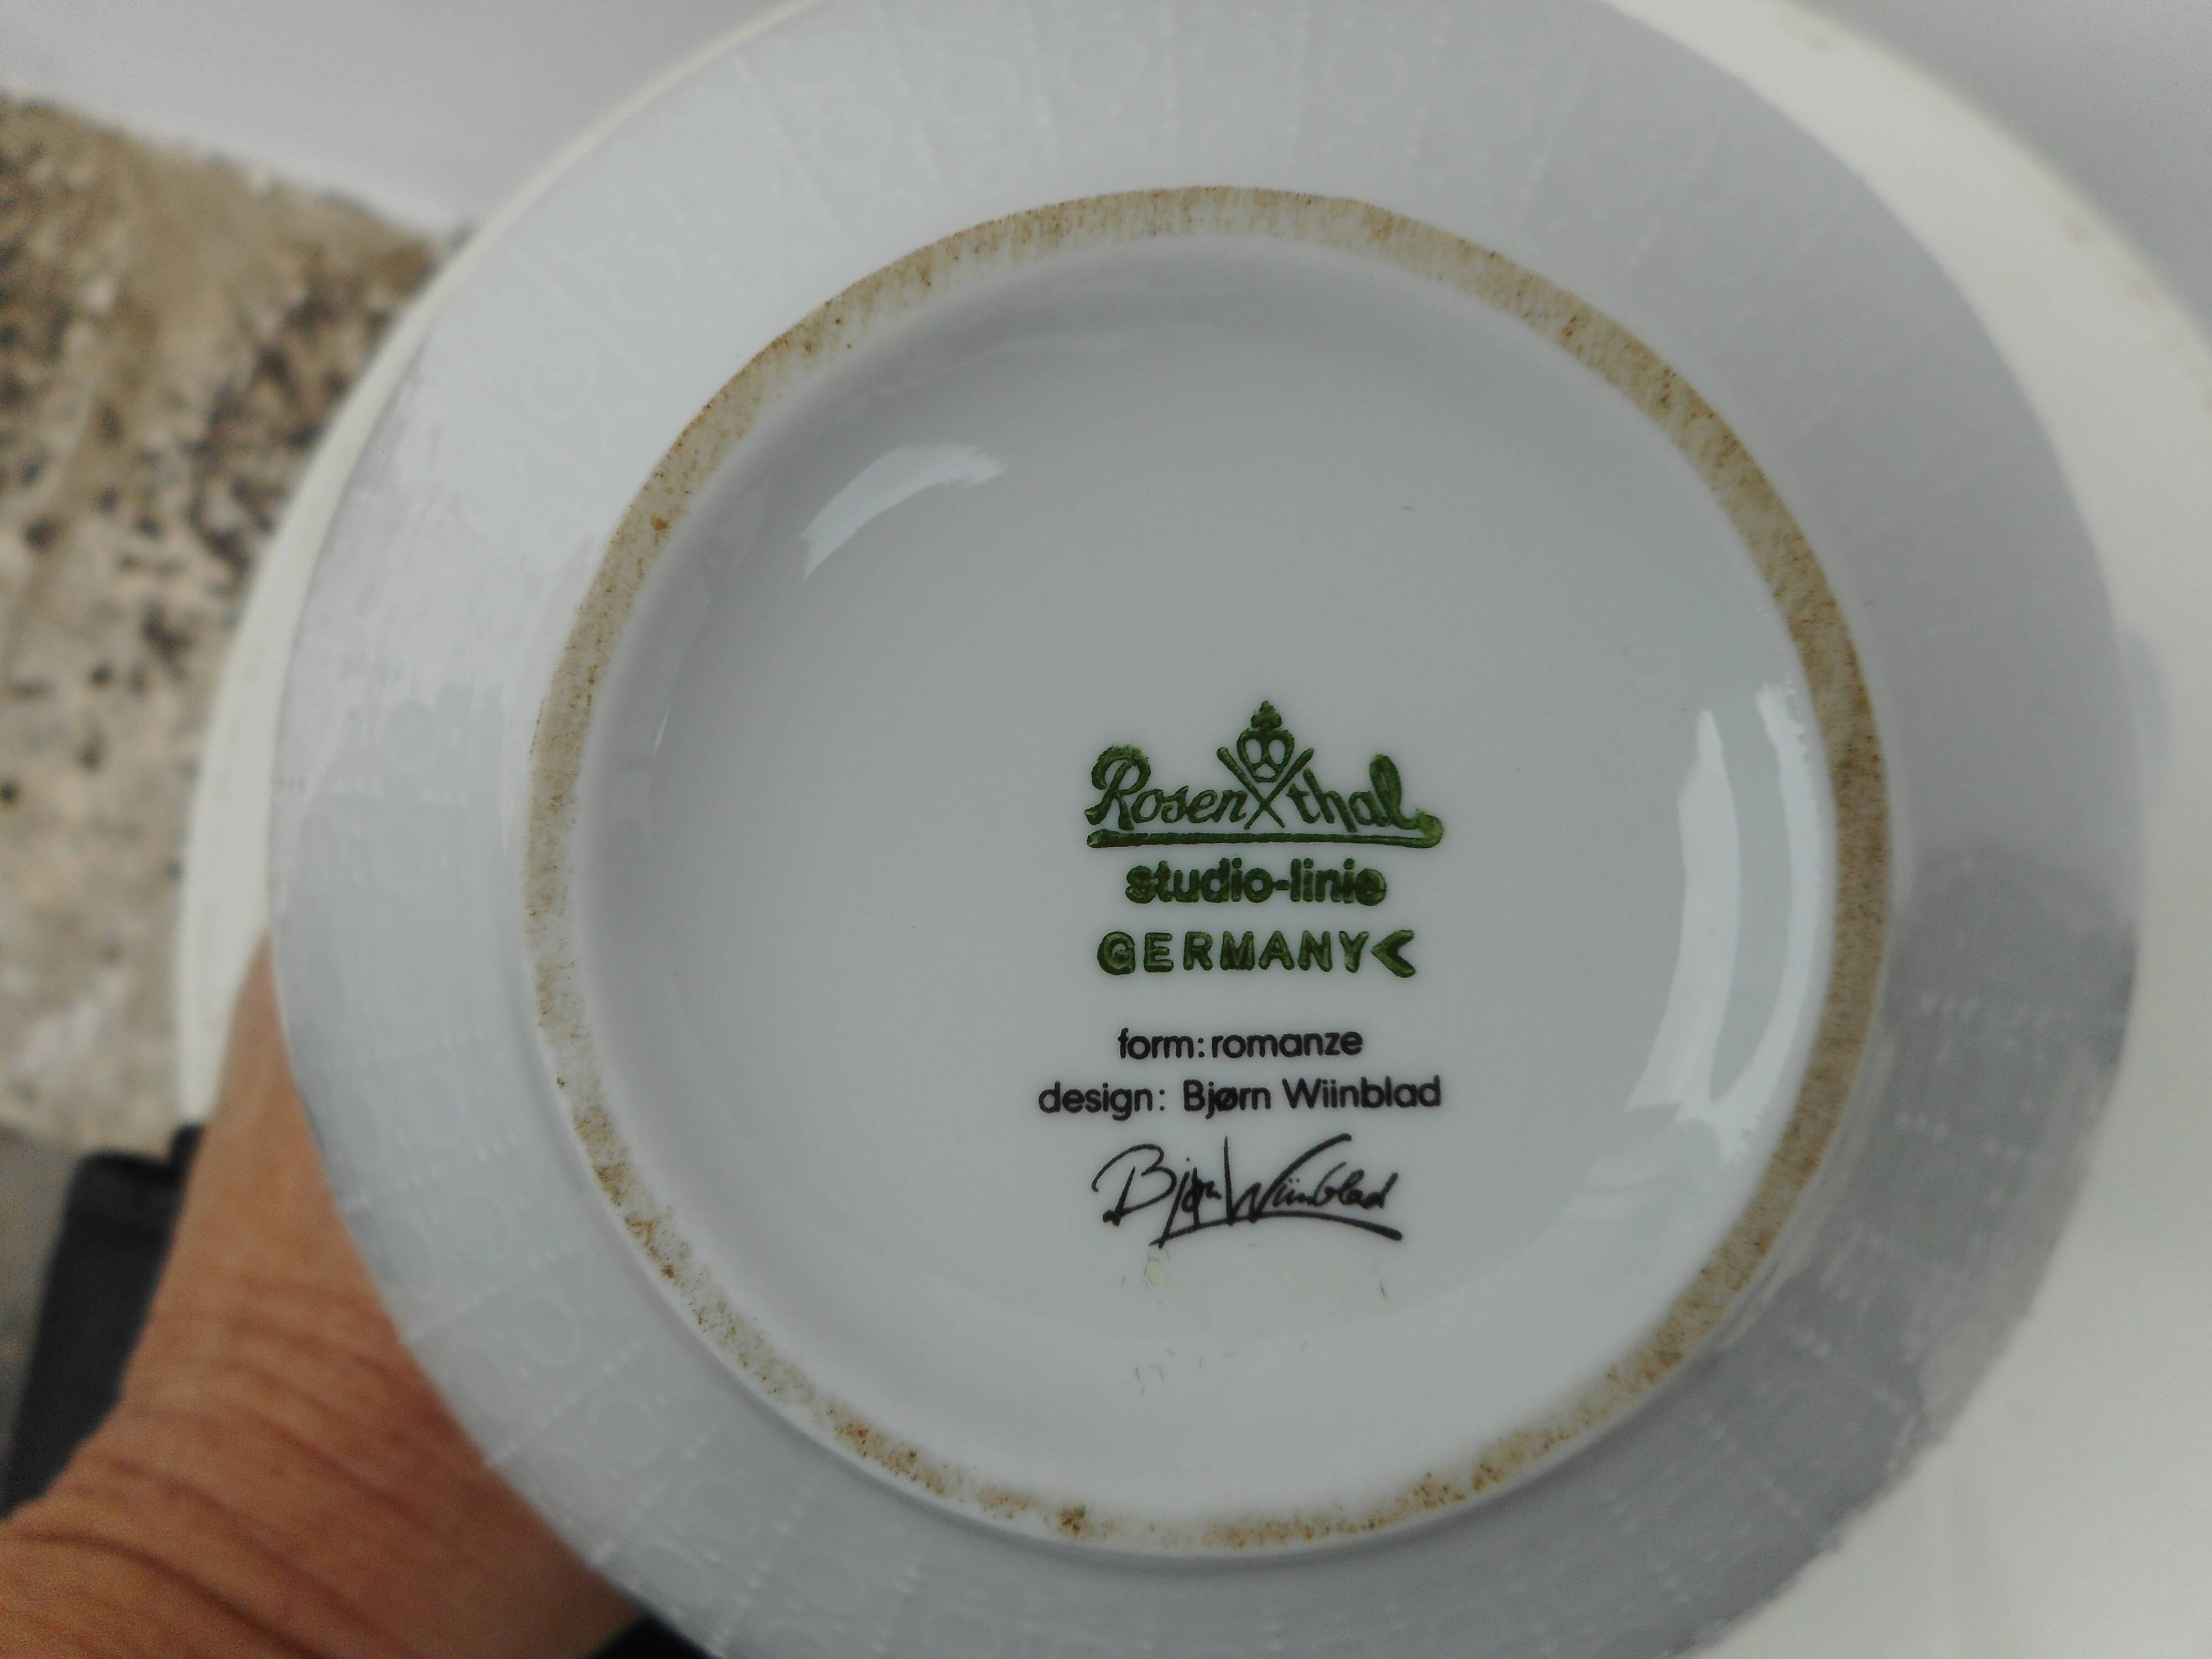 Rosenthal
studio-linie
GERMANY<
form: romanze
design: Bjørn Wiinblad
Bjørn Wiinblad